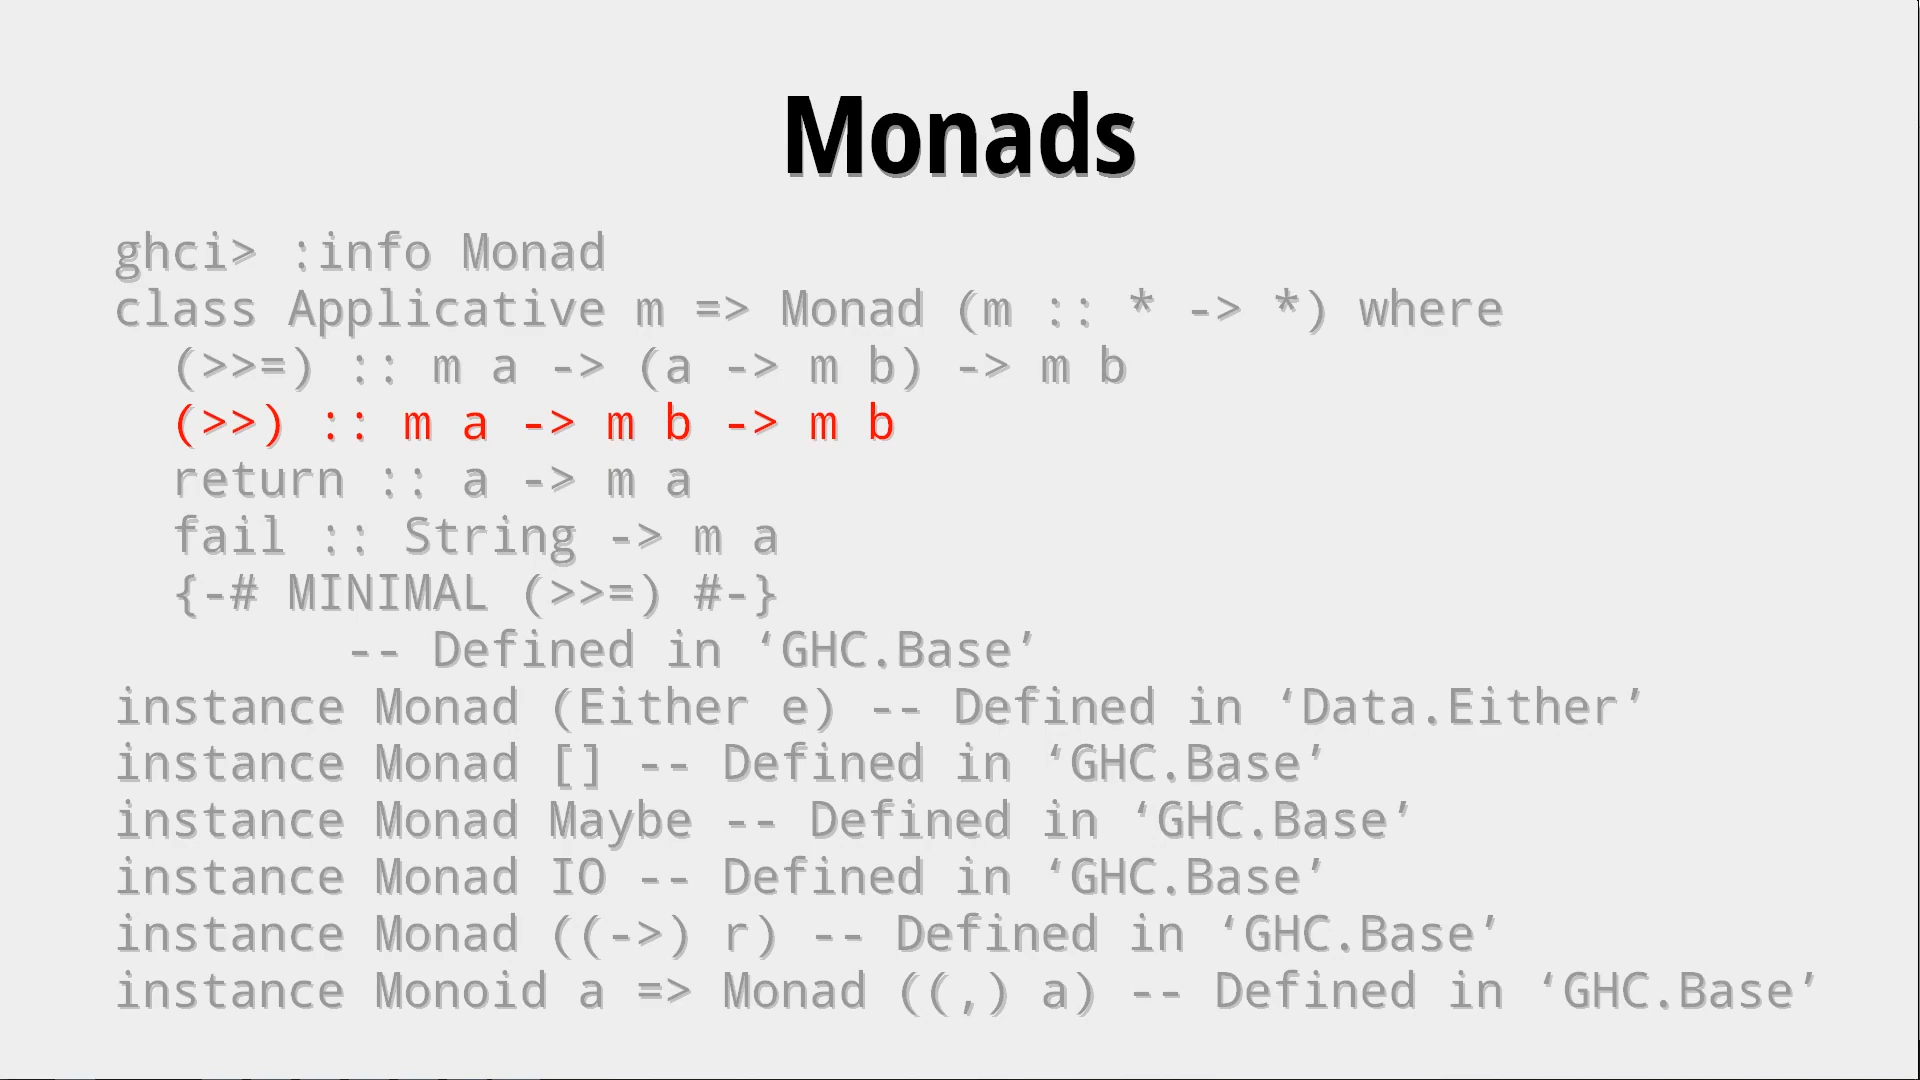 Monads
ghci> :info Monad
class Applicative m => Monad (m :: * -> *) where
  (>>=) :: m a -> (a -> m b) -> m b
  (>>) :: m a -> m b -> m b
  return :: a -> m a
  fail :: String -> m a
  {-# MINIMAL (>>=) #-}
        -- Defined in ‘GHC.Base’
instance Monad (Either e) -- Defined in ‘Data.Either’
instance Monad [] -- Defined in ‘GHC.Base’
instance Monad Maybe -- Defined in ‘GHC.Base’
instance Monad IO -- Defined in ‘GHC.Base’
instance Monad ((->) r) -- Defined in ‘GHC.Base’
instance Monoid a => Monad ((,) a) -- Defined in ‘GHC.Base’